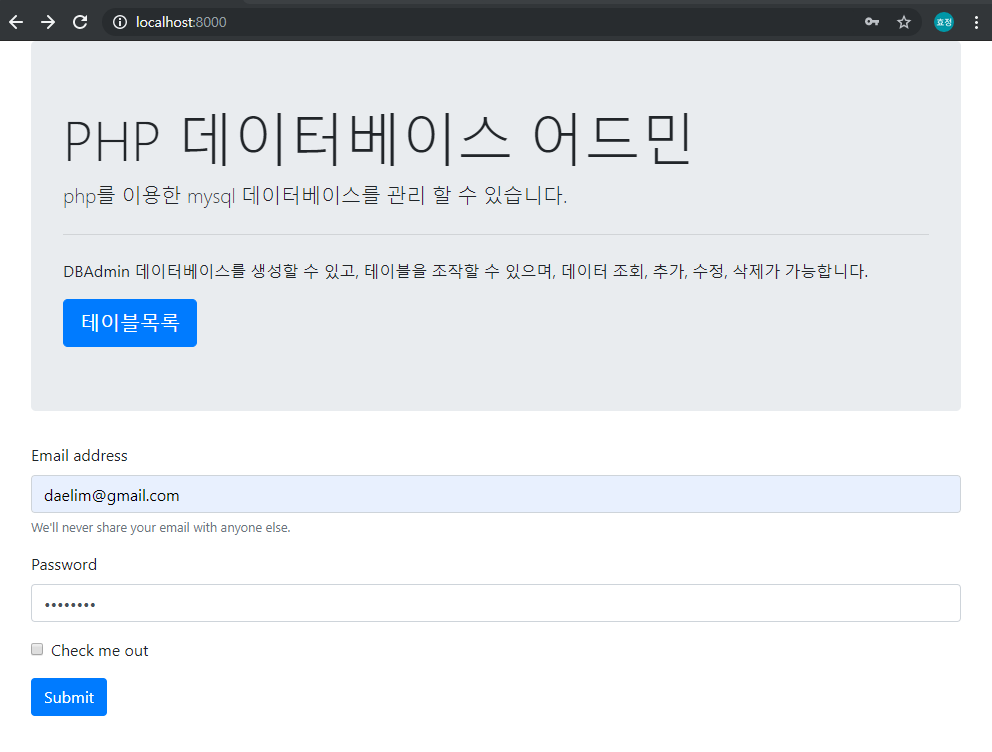 localhost:8000
효정
PHP 데이터베이스 어드민
php를 이용한 mysql 데이터베이스를 관리 할 수 있습니다.
DBAdmin 데이터베이스를 생성할 수 있고, 테이블을 조작할 수 있으며, 데이터 조회, 추가, 수정, 삭제가 가능합니다.
테이블목록
Email address
daelim@gmail.com
We'll never share your email with anyone else.
Password
••••••••
Check me out
Submit